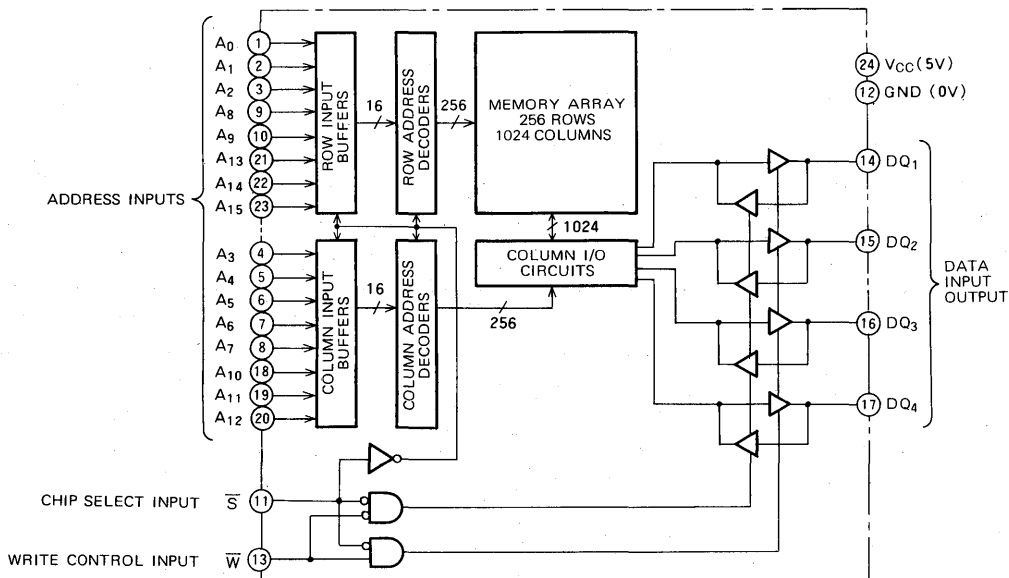 ADDRESS INPUTS
A0 1
A1 2
A2 3
A8 9
A9 10
A13 21
A14 22
A15 23
A3 4
A4 5
A5 6
A6 7
A7 8
A10 18
A11 19
A12 20
ROW INPUT
BUFFERS
16
ROW ADDRESS
DECODERS
256
MEMORY ARRAY
256 ROWS
1024 COLUMNS
1024
COLUMN INPUT
BUFFERS
16
COLUMN ADDRESS
DECODERS
256
COLUMN I/O
CIRCUITS
24 VCC (5V)
12 GND (0V)
14 DQ1
15 DQ2
16 DQ3
17 DQ4
DATA
INPUT
OUTPUT
CHIP SELECT INPUT S̅ 11
WRITE CONTROL INPUT W̅ 13